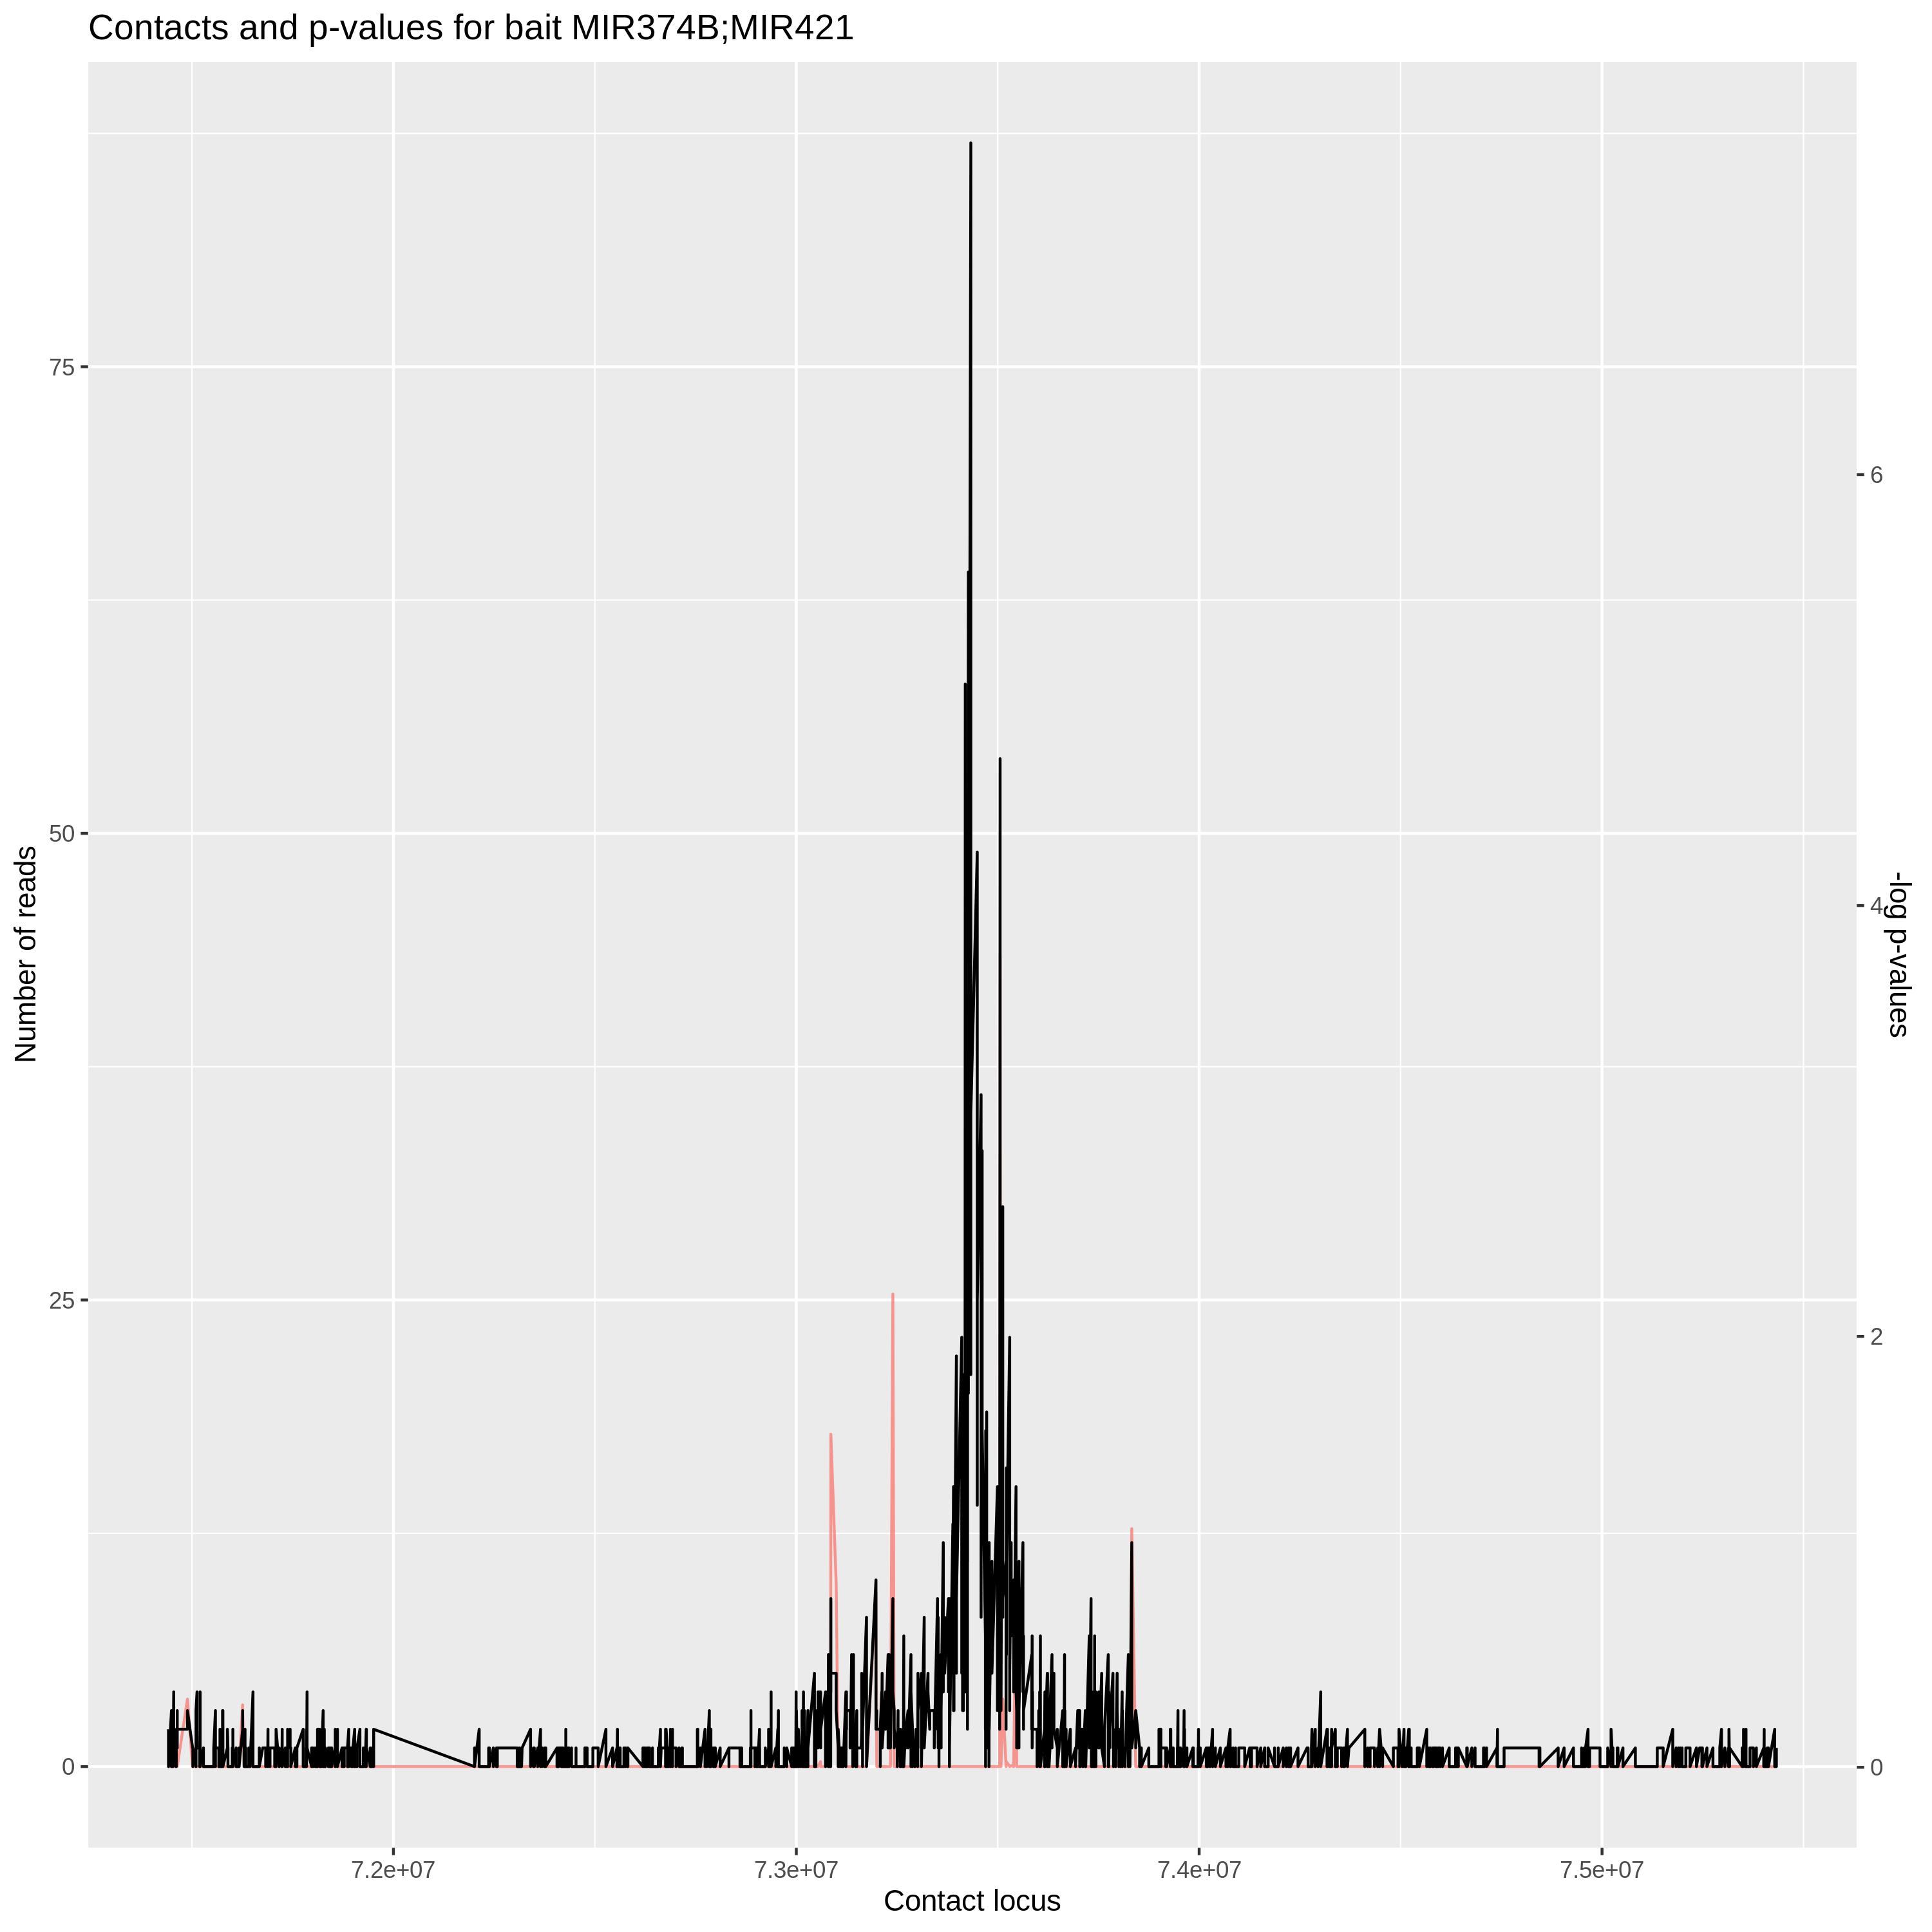 Contacts and p-values for bait MIR374B;MIR421
75
50
25
0
Number of reads
6
4
2
0
-log p-values
7.2e+07
7.3e+07
7.4e+07
7.5e+07
Contact locus